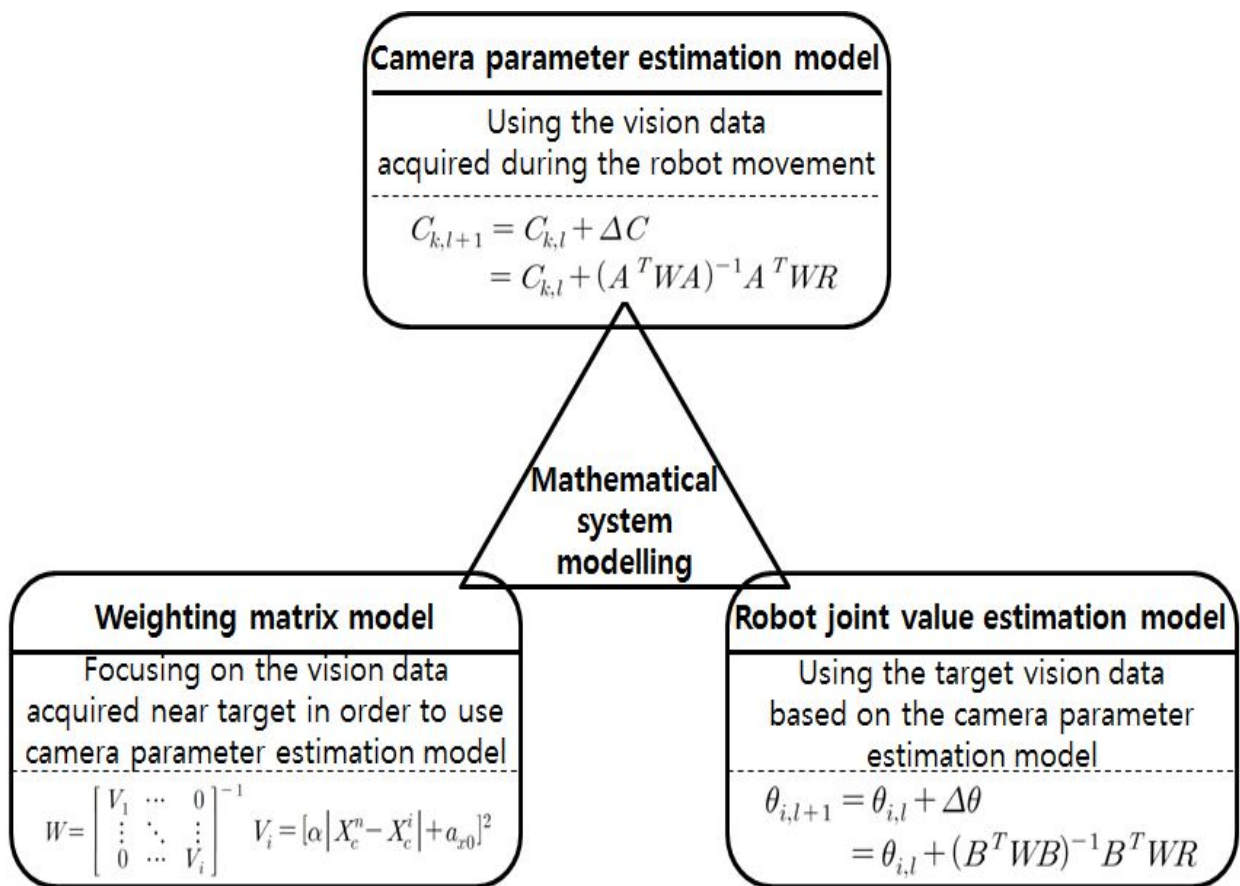 Camera parameter estimation model
Using the vision data
acquired during the robot movement
C_{k,l+1} = C_{k,l} + ΔC
= C_{k,l} + (A^T WA)^{-1} A^T WR
Mathematical
system
modelling
Weighting matrix model
Focusing on the vision data
acquired near target in order to use
camera parameter estimation model
W = [V_1 ⋯ 0; ⋮ ⋱ ⋮; 0 ⋯ V_i]^{-1} V_i = [α|X_c^n − X_c^i| + a_{x0}]^2
Robot joint value estimation model
Using the target vision data
based on the camera parameter
estimation model
θ_{i,l+1} = θ_{i,l} + Δθ
= θ_{i,l} + (B^T WB)^{-1} B^T WR